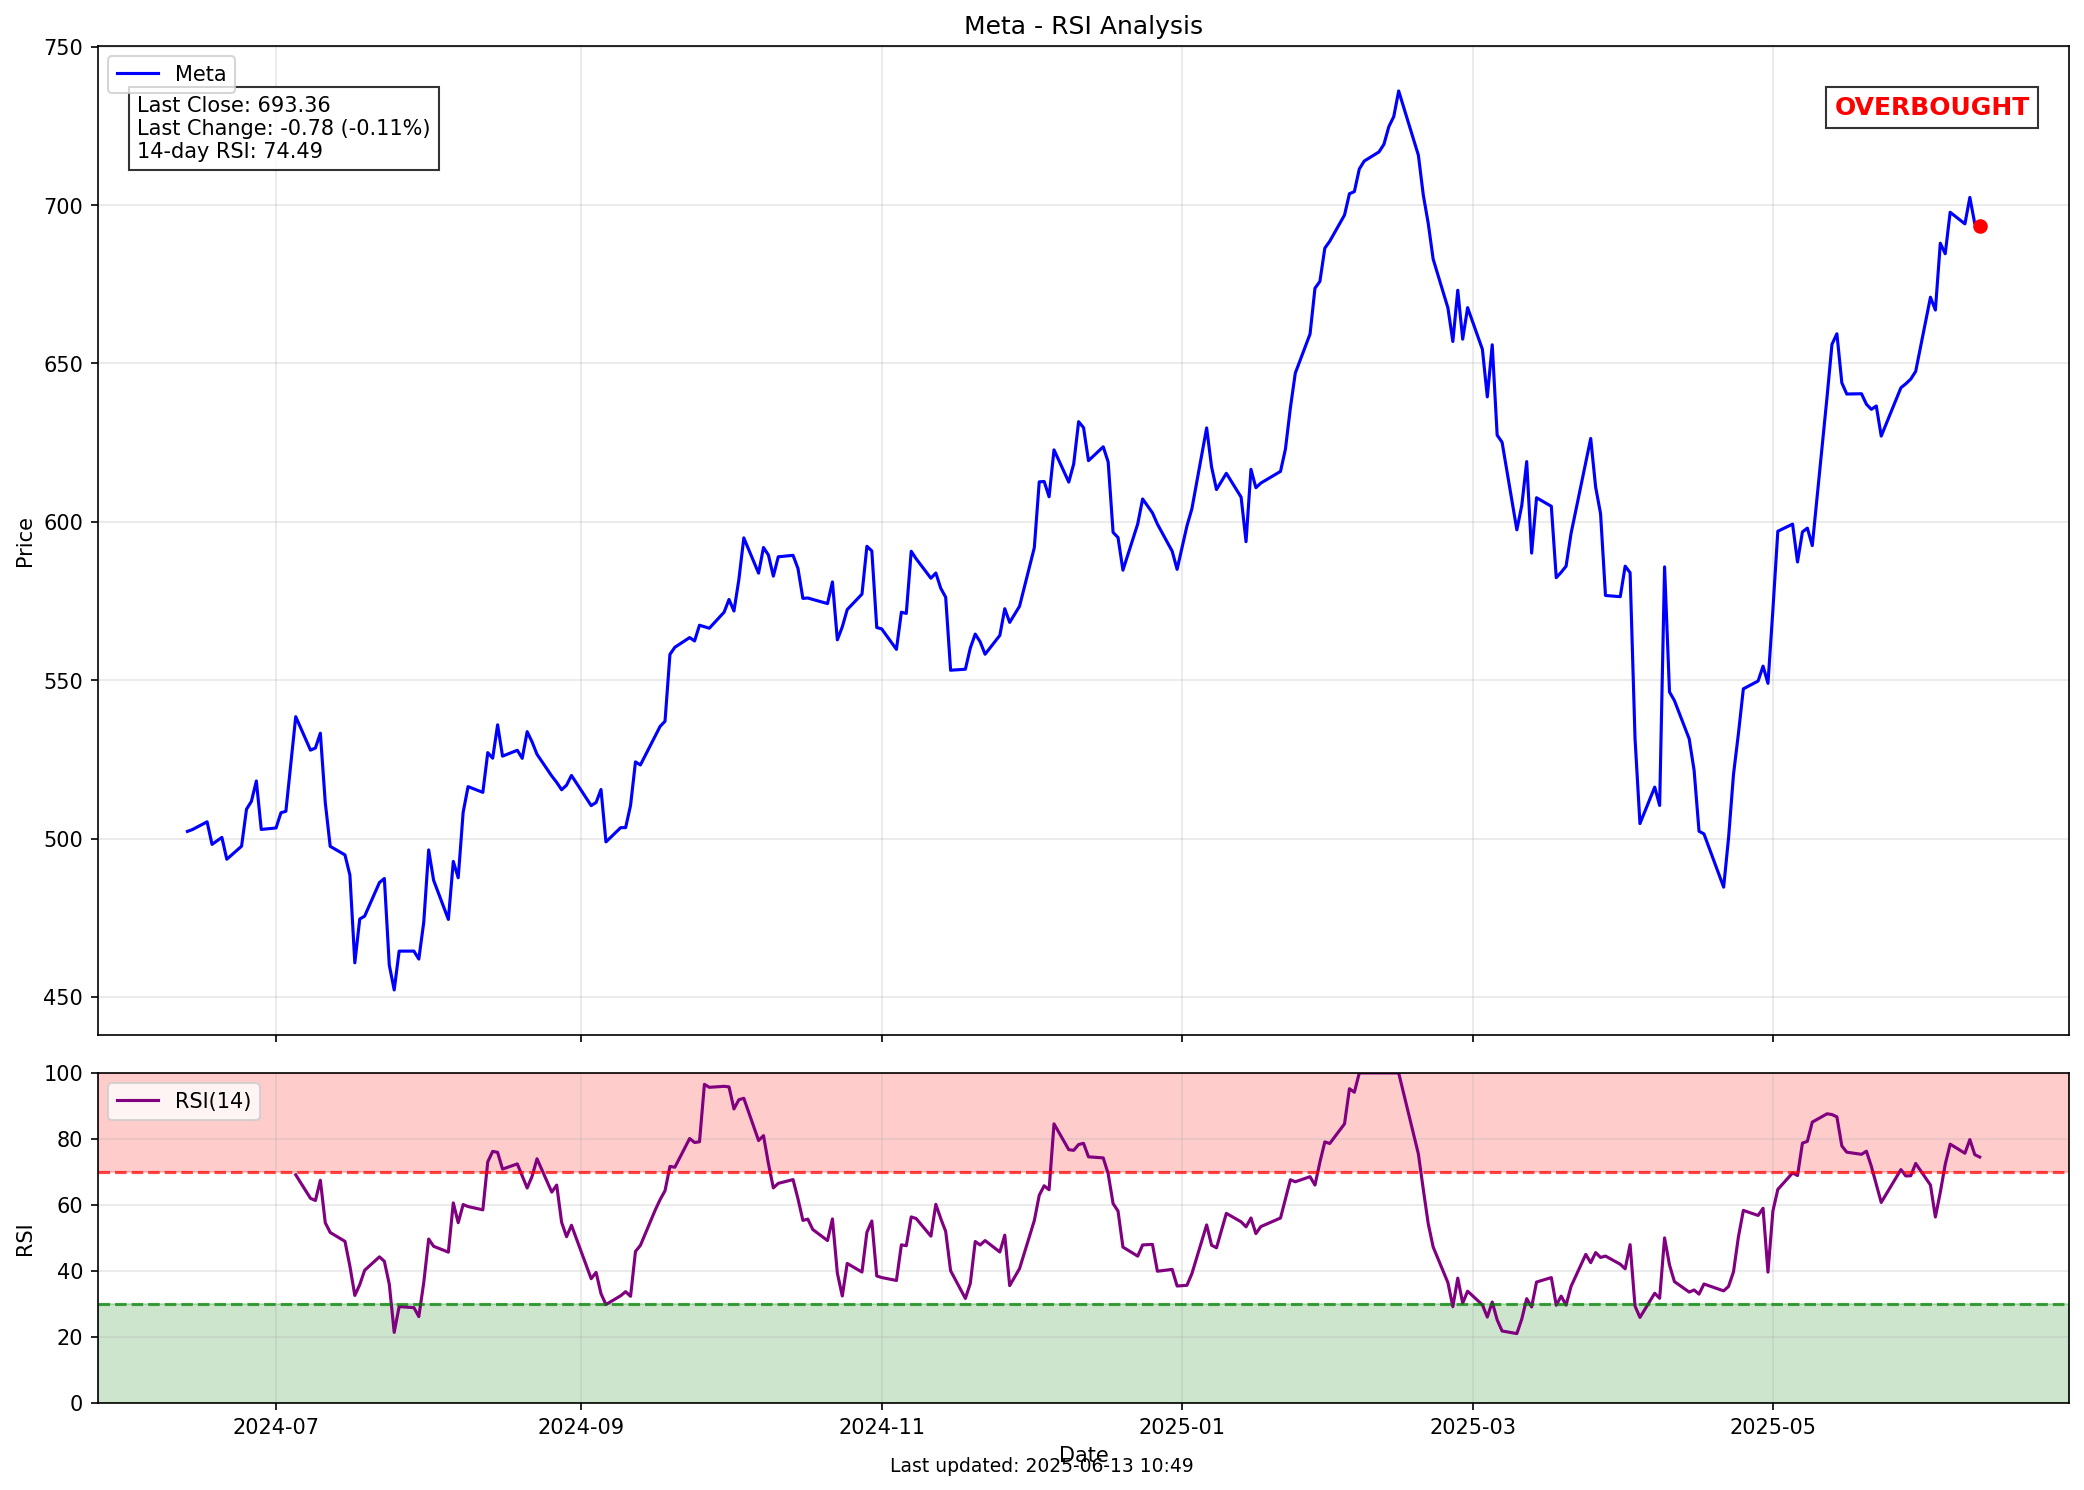 Meta - RSI Analysis
Meta
Last Close: 693.36
Last Change: -0.78 (-0.11%)
14-day RSI: 74.49
OVERBOUGHT
Price
750
700
650
600
550
500
450
RSI(14)
RSI
100
80
60
40
20
0
2024-07
2024-09
2024-11
2025-01
2025-03
2025-05
Date
Last updated: 2025-06-13 10:49